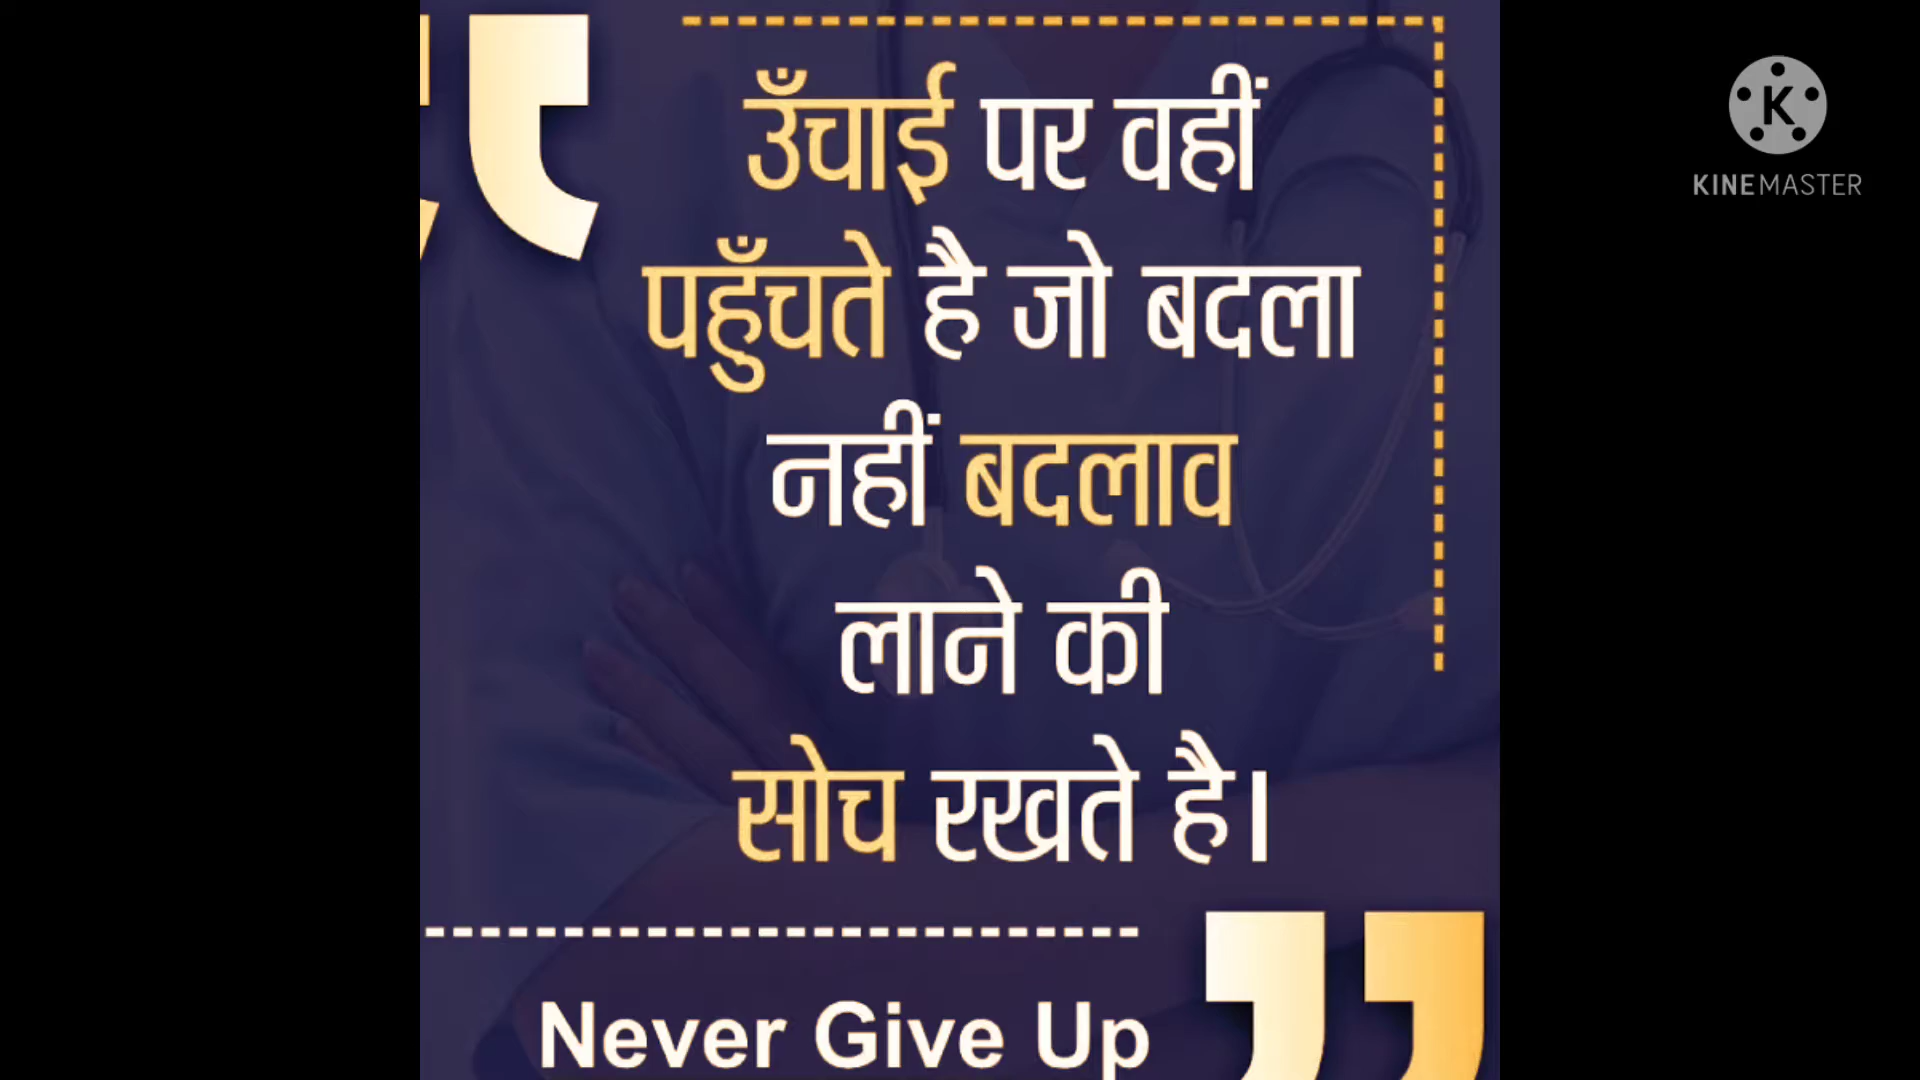 उँचाई पर वहीं
पहुँचते है जो बदला
नहीं बदलाव
लाने की
सोच रखते है।
Never Give Up
K
KINEMASTER